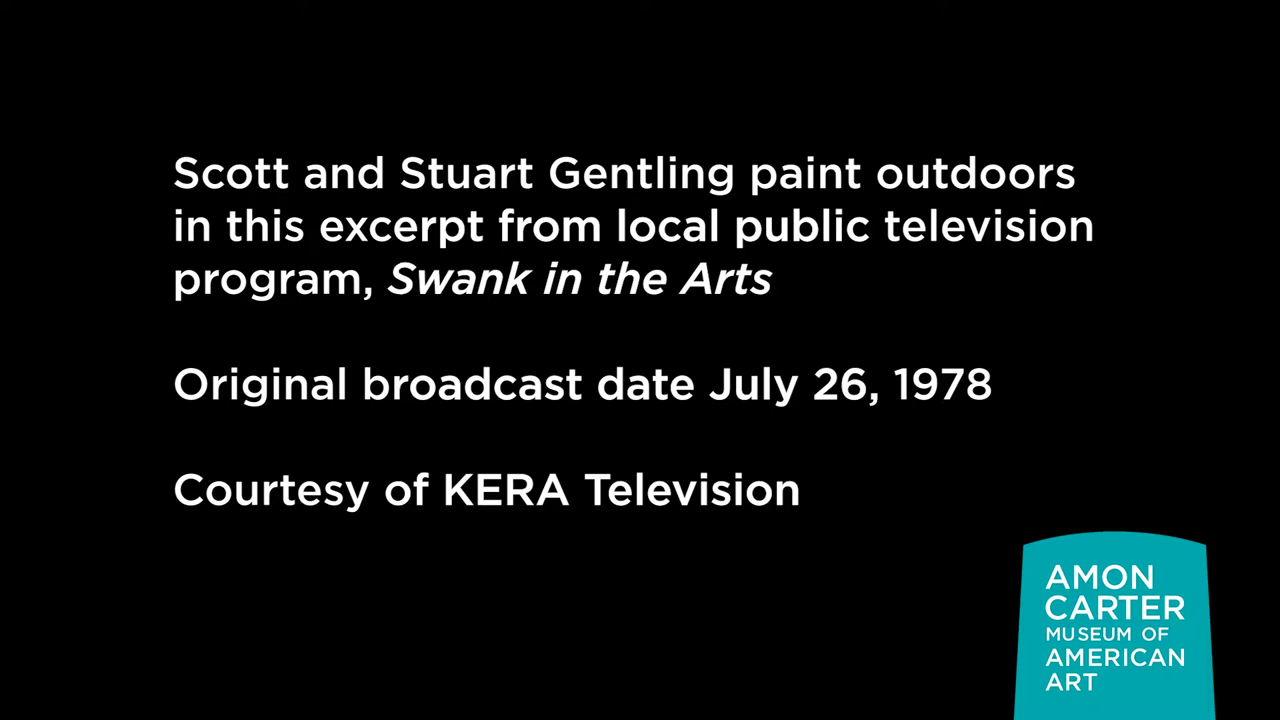 Scott and Stuart Gentling paint outdoors
in this excerpt from local public television
program, Swank in the Arts
Original broadcast date July 26, 1978
Courtesy of KERA Television
AMON
CARTER
MUSEUM OF
AMERICAN
ART